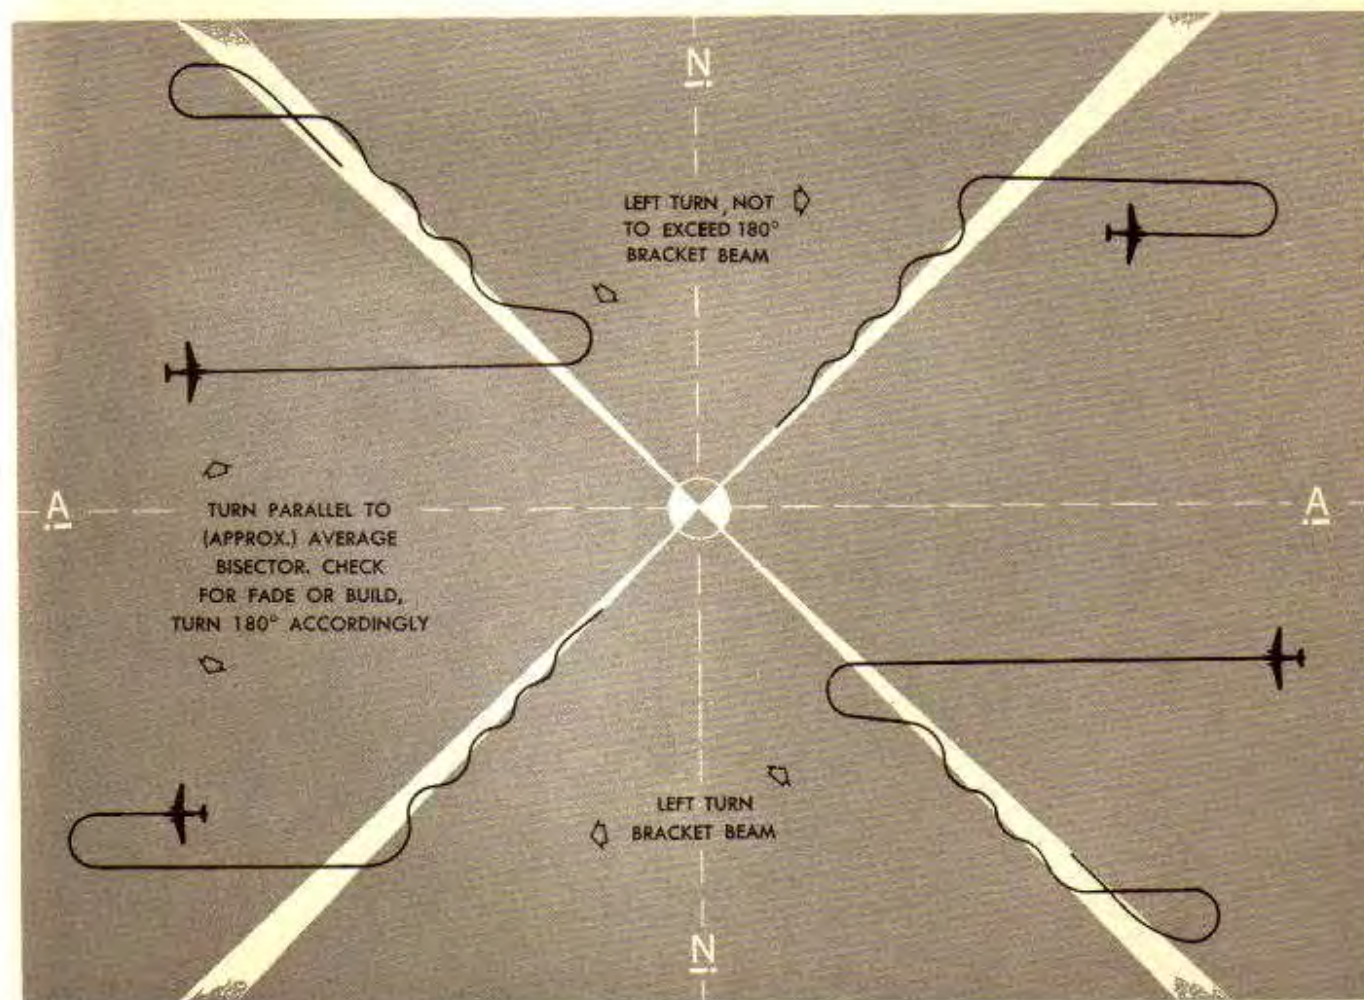 N
LEFT TURN, NOT
TO EXCEED 180°
BRACKET BEAM
A
A
TURN PARALLEL TO
(APPROX.) AVERAGE
BISECTOR. CHECK
FOR FADE OR BUILD,
TURN 180° ACCORDINGLY
LEFT TURN
BRACKET BEAM
N